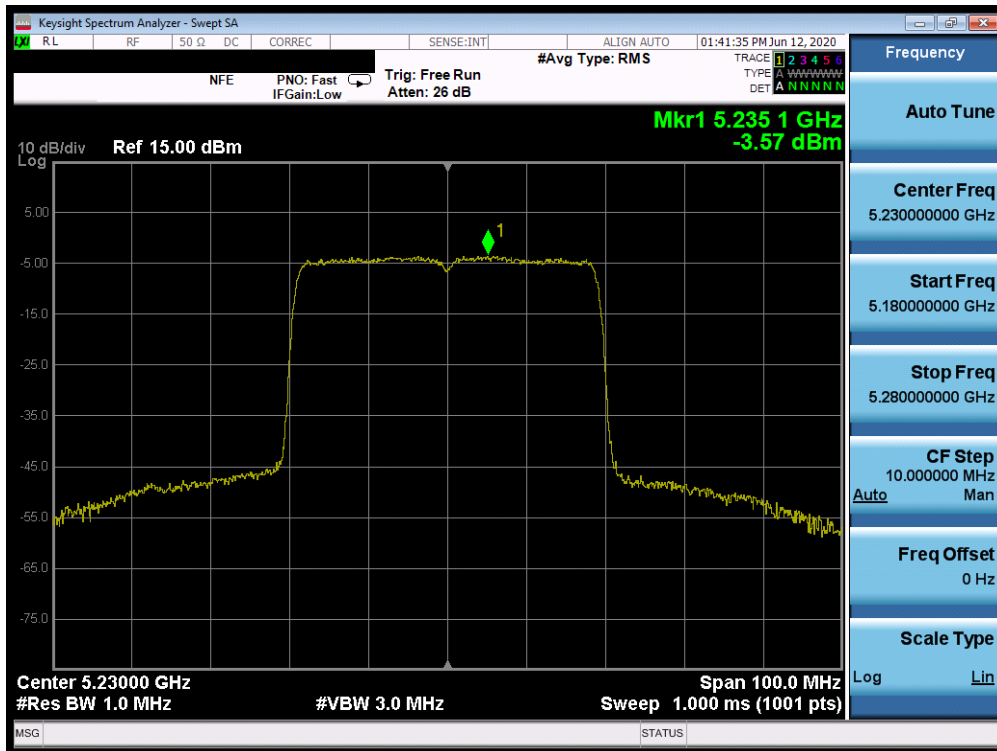 Keysight Spectrum Analyzer - Swept SA
LXI RL RF 50 Ω DC CORREC SENSE:INT ALIGN AUTO 01:41:35 PM Jun 12, 2020
NFE PNO: Fast Trig: Free Run #Avg Type: RMS TRACE 1 2 3 4 5 6
IFGain:Low Atten: 26 dB TYPE A WWWWW
DET A N N N N N
Mkr1 5.235 1 GHz
-3.57 dBm
10 dB/div Ref 15.00 dBm
Log
1
5.00
-5.00
-15.0
-25.0
-35.0
-45.0
-55.0
-65.0
-75.0
Center 5.23000 GHz Span 100.0 MHz
#Res BW 1.0 MHz #VBW 3.0 MHz Sweep 1.000 ms (1001 pts)
MSG STATUS
Frequency
Auto Tune
Center Freq
5.230000000 GHz
Start Freq
5.180000000 GHz
Stop Freq
5.280000000 GHz
CF Step
10.000000 MHz
Auto Man
Freq Offset
0 Hz
Scale Type
Log Lin